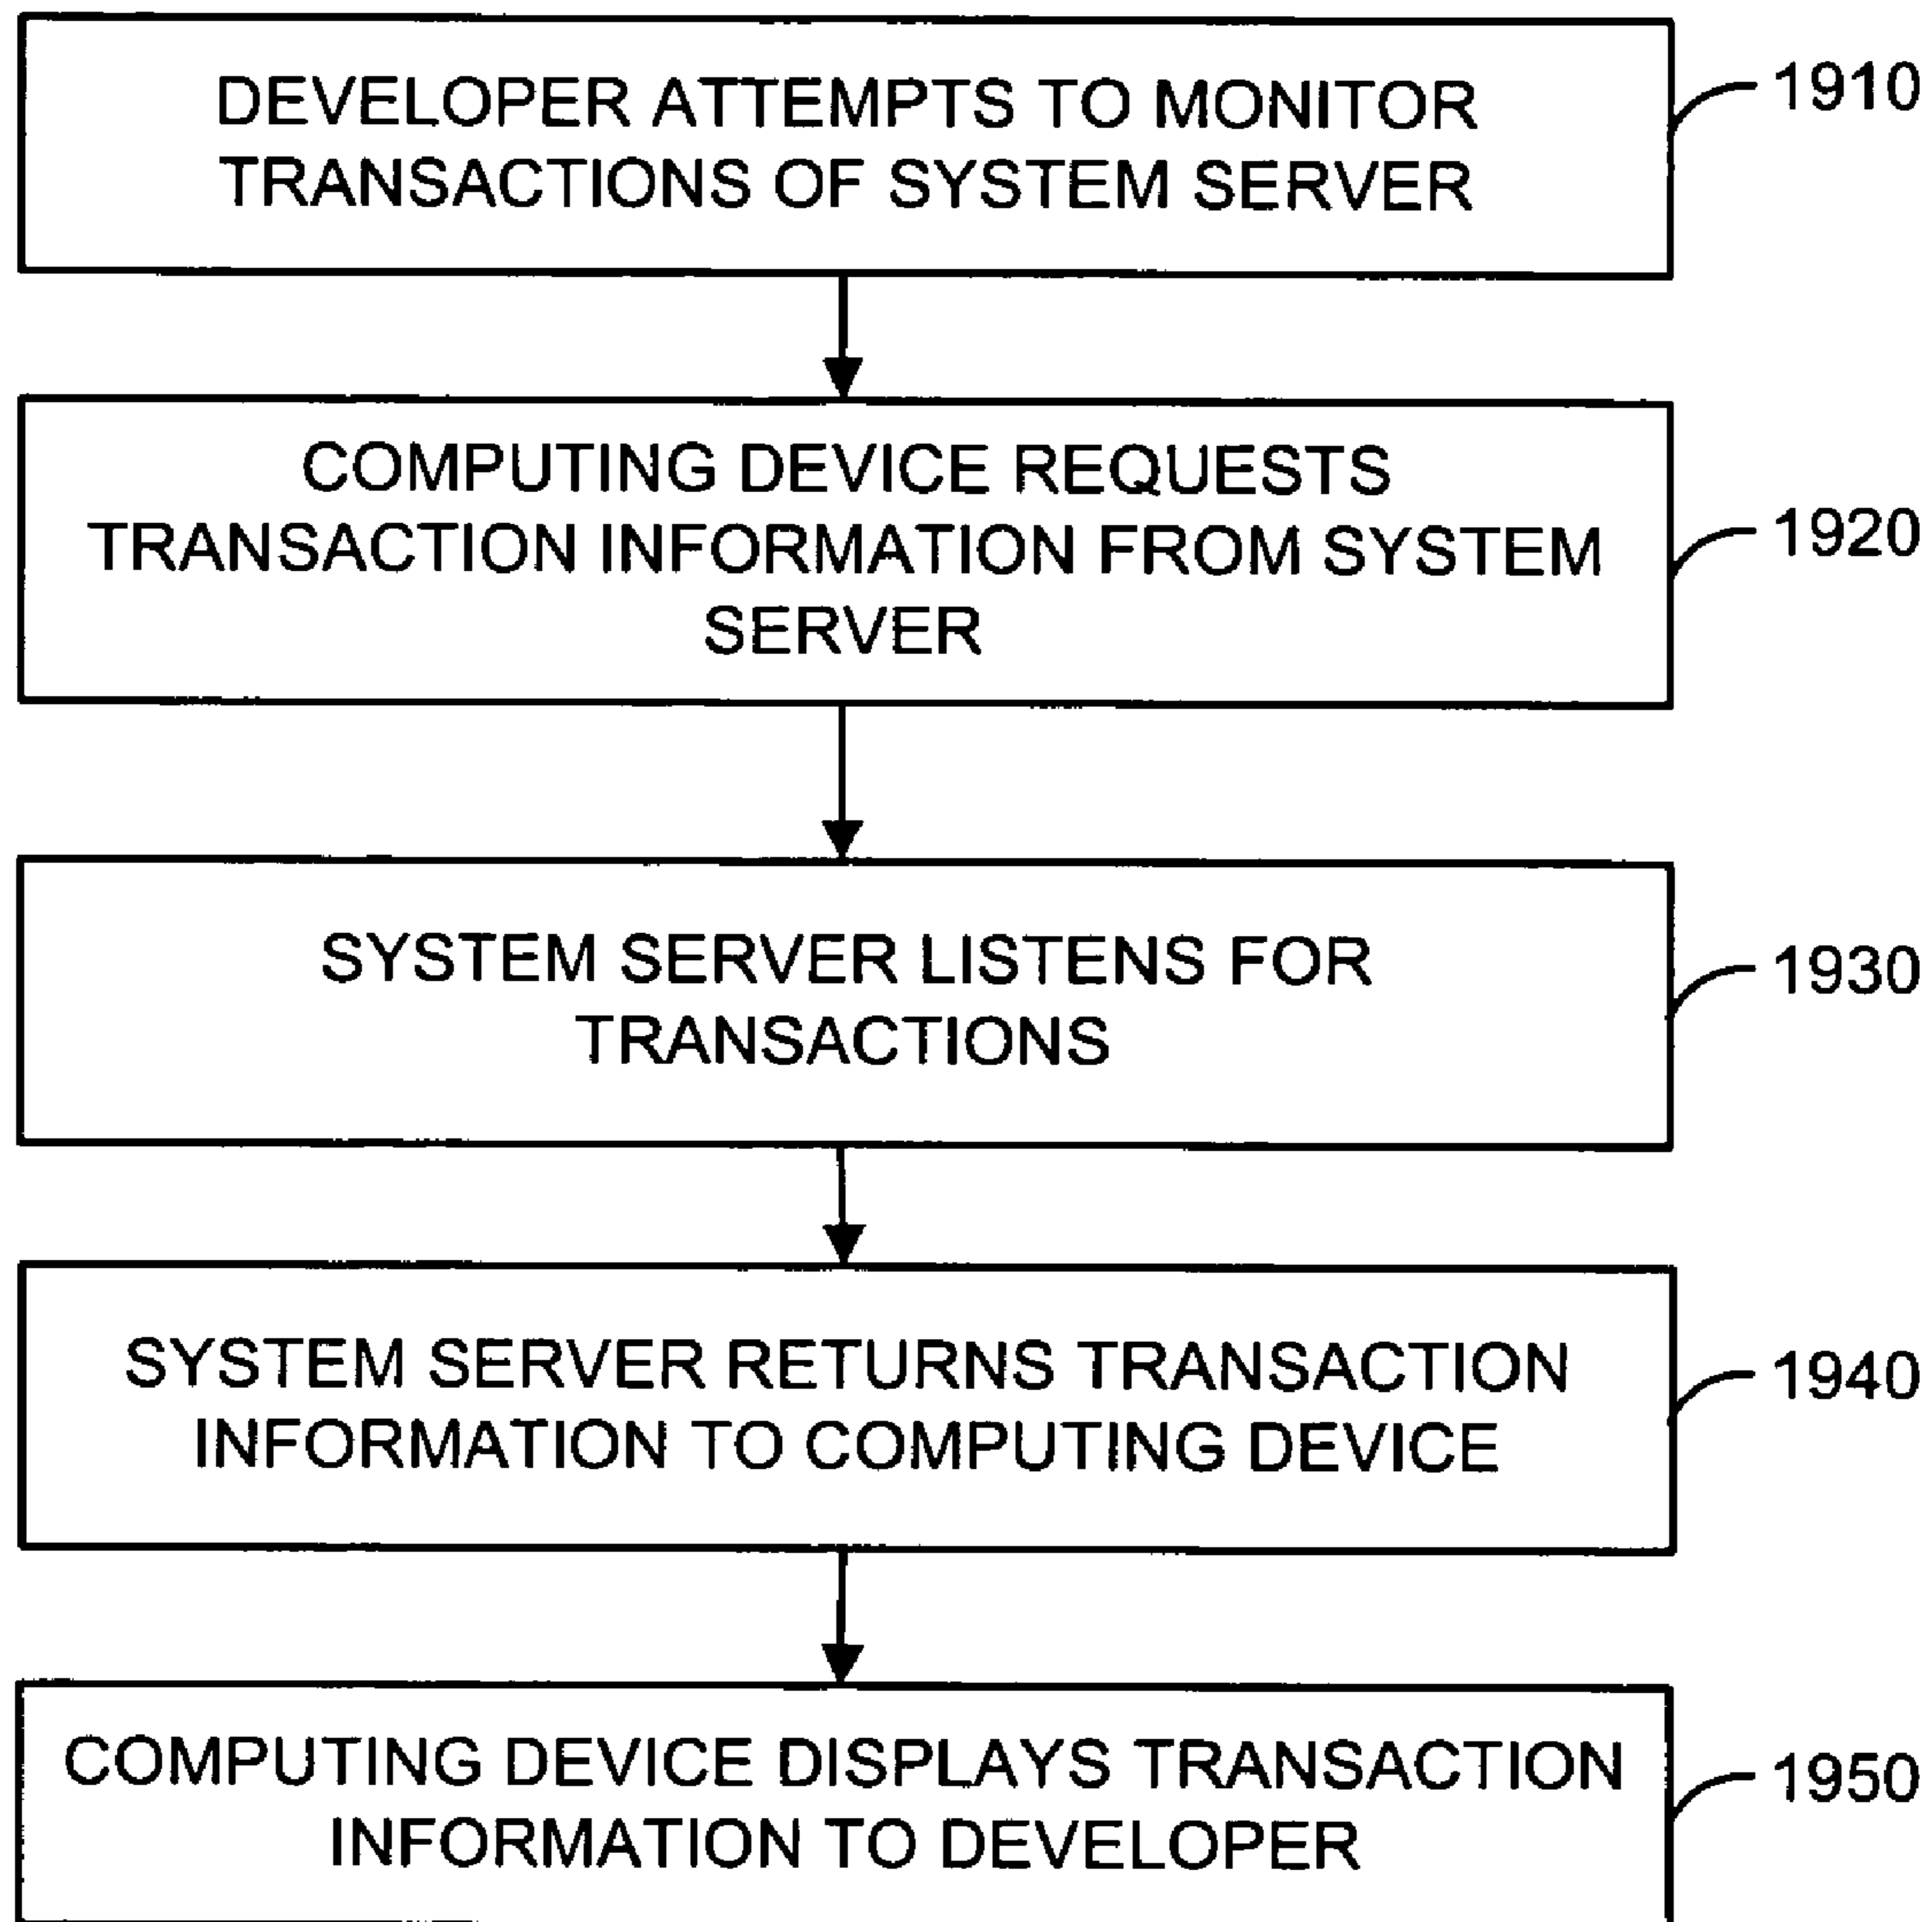 DEVELOPER ATTEMPTS TO MONITOR
TRANSACTIONS OF SYSTEM SERVER
1910
COMPUTING DEVICE REQUESTS
TRANSACTION INFORMATION FROM SYSTEM
SERVER
1920
SYSTEM SERVER LISTENS FOR
TRANSACTIONS
1930
SYSTEM SERVER RETURNS TRANSACTION
INFORMATION TO COMPUTING DEVICE
1940
COMPUTING DEVICE DISPLAYS TRANSACTION
INFORMATION TO DEVELOPER
1950